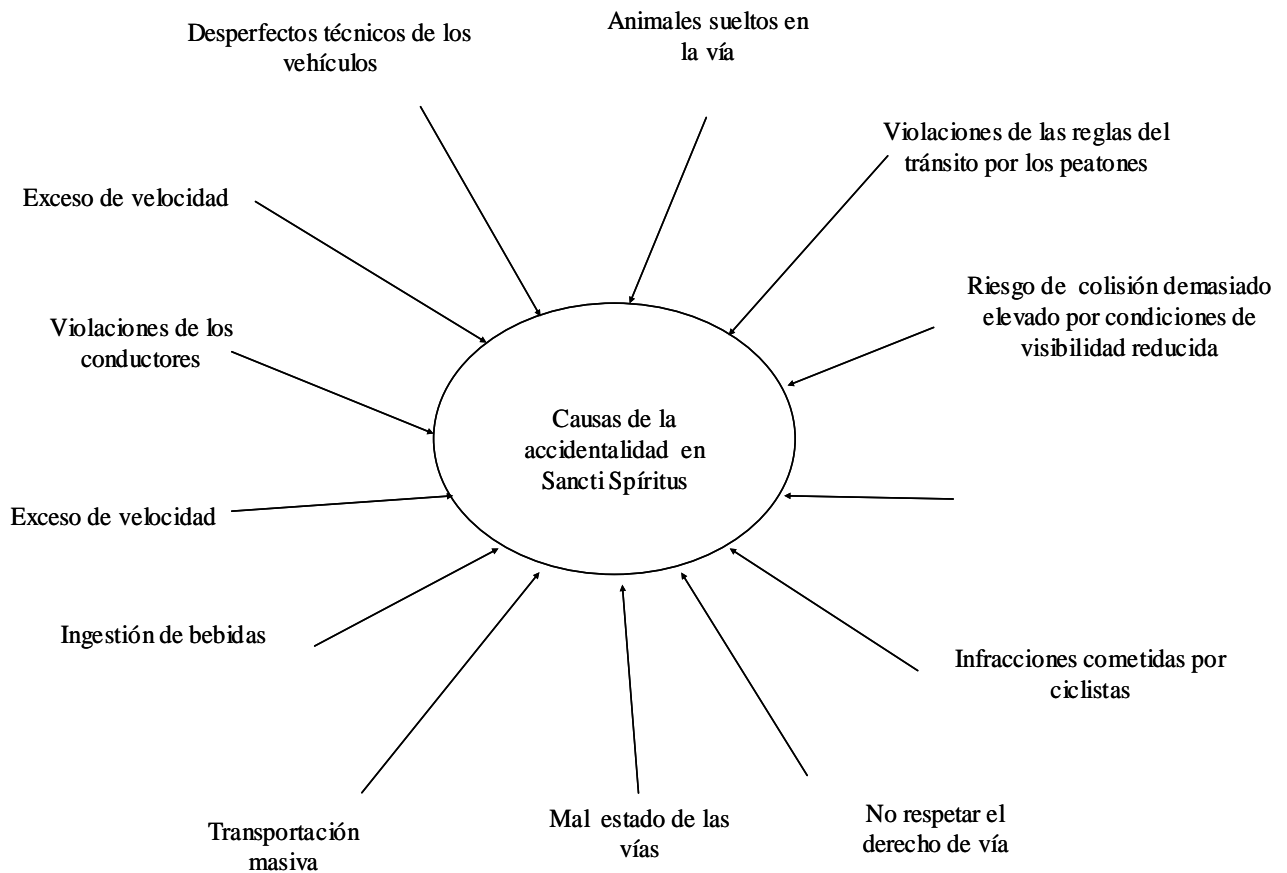 Desperfectos técnicos de los
vehículos
Animales sueltos en
la vía
Violaciones de las reglas del
tránsito por los peatones
Exceso de velocidad
Riesgo de colisión demasiado
elevado por condiciones de
visibilidad reducida
Violaciones de los
conductores
Causas de la
accidentalidad en
Sancti Spíritus
Exceso de velocidad
Ingestión de bebidas
Infracciones cometidas por
ciclistas
Transportación
masiva
Mal estado de las
vías
No respetar el
derecho de vía